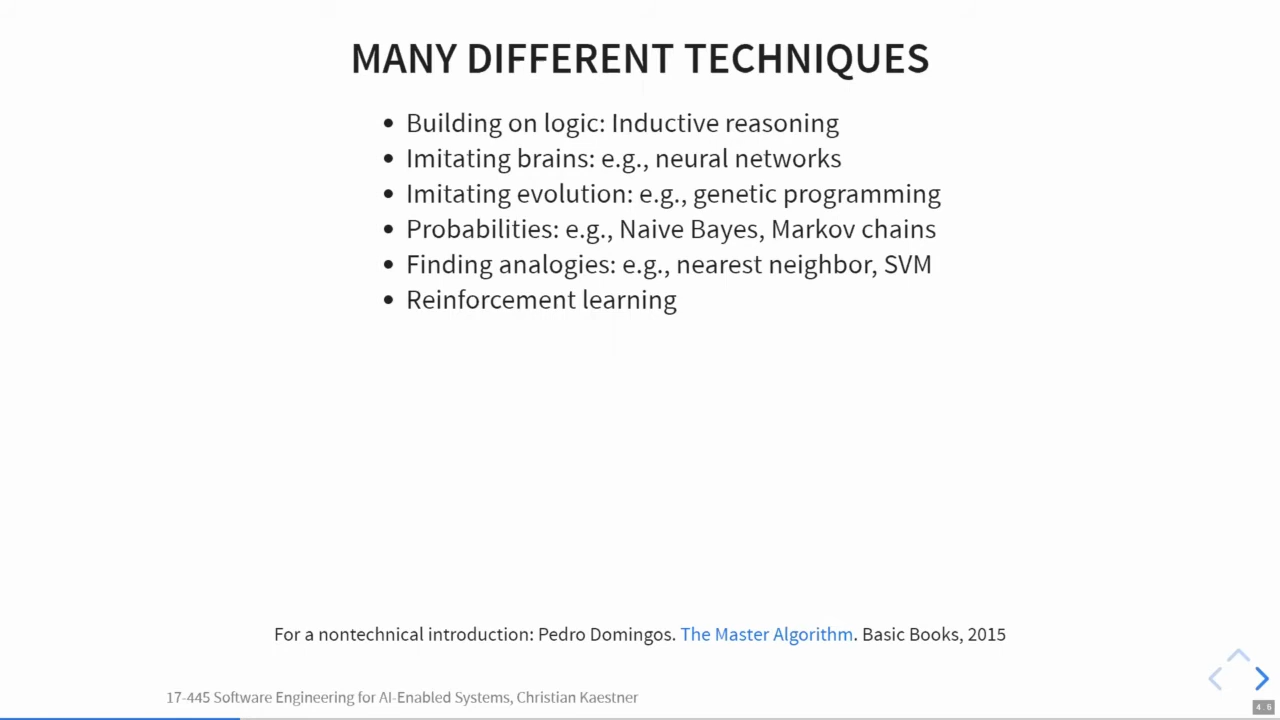 MANY DIFFERENT TECHNIQUES
• Building on logic: Inductive reasoning
• Imitating brains: e.g., neural networks
• Imitating evolution: e.g., genetic programming
• Probabilities: e.g., Naive Bayes, Markov chains
• Finding analogies: e.g., nearest neighbor, SVM
• Reinforcement learning
For a nontechnical introduction: Pedro Domingos. The Master Algorithm. Basic Books, 2015
17-445 Software Engineering for AI-Enabled Systems, Christian Kaestner
4.6